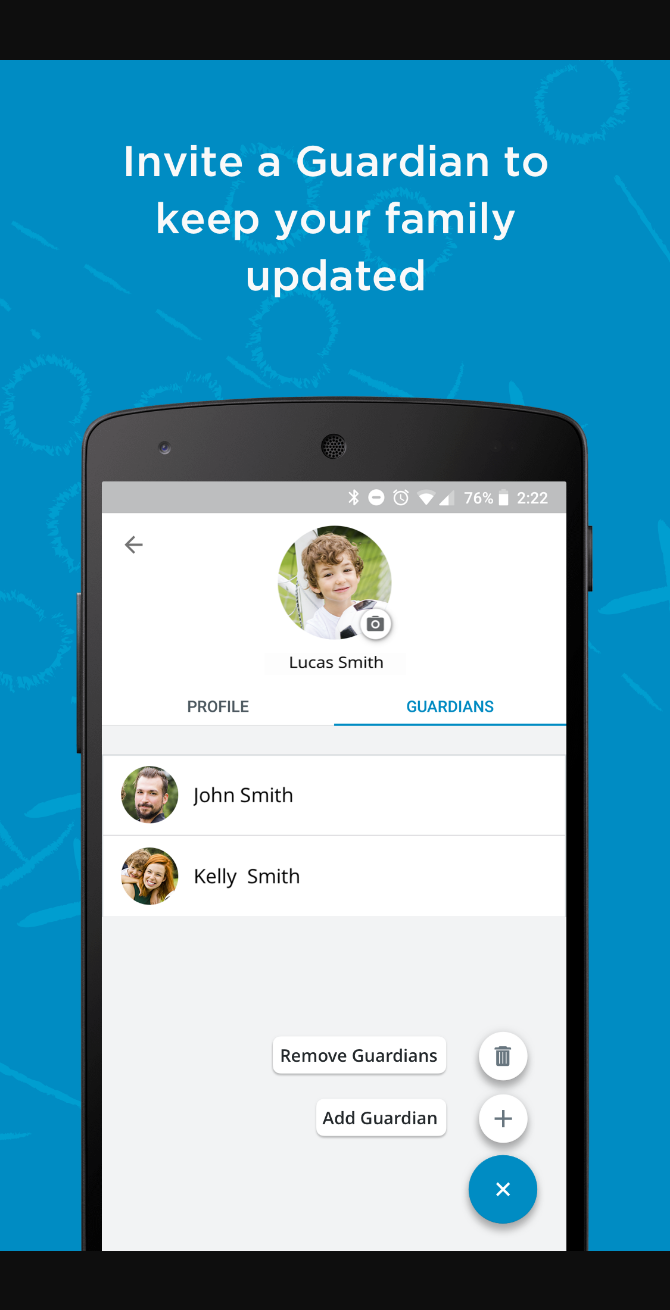 Invite a Guardian to
keep your family
updated
76% 2:22
Lucas Smith
PROFILE GUARDIANS
John Smith
Kelly  Smith
Remove Guardians
Add Guardian